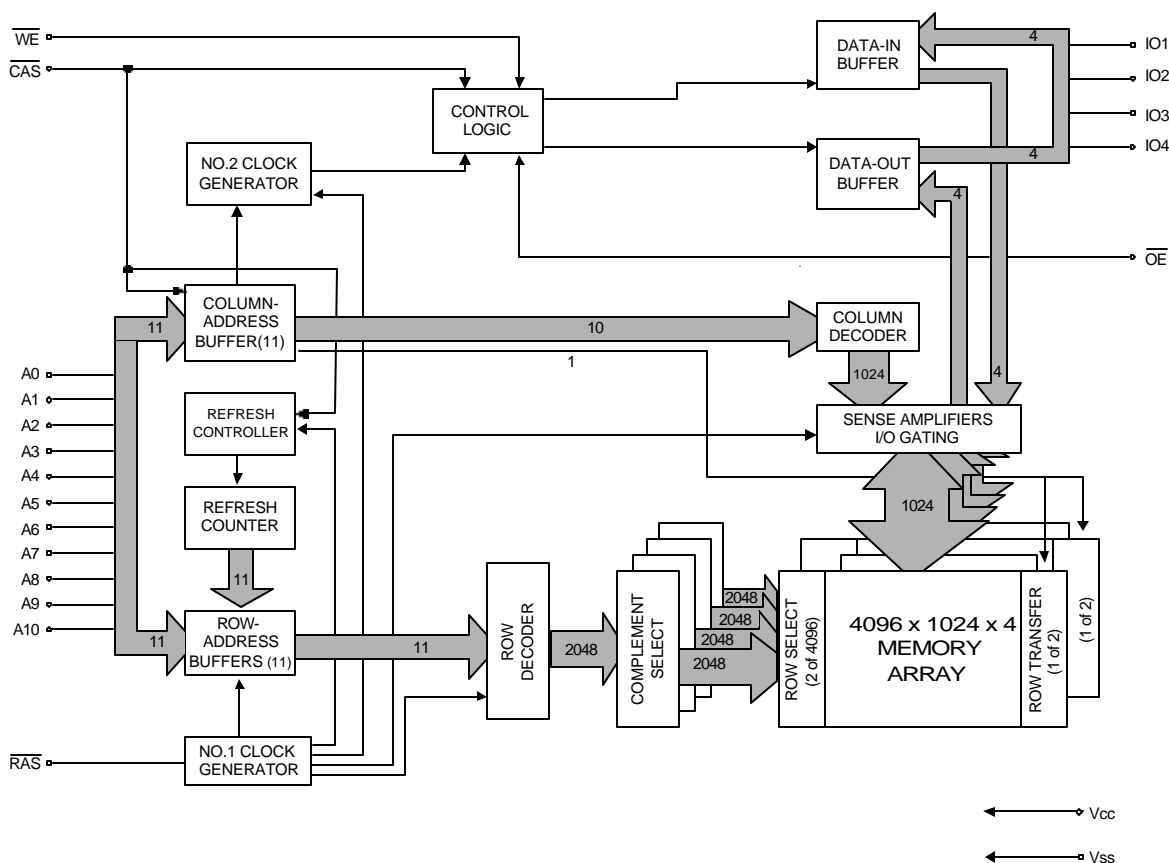 WE
CAS
4
DATA-IN
BUFFER
IO1
IO2
IO3
IO4
CONTROL
LOGIC
DATA-OUT
BUFFER
4
4
NO.2 CLOCK
GENERATOR
OE
COLUMN-
ADDRESS
BUFFER(11)
11
10
1
COLUMN
DECODER
1024
4
A0
A1
A2
A3
A4
A5
A6
A7
A8
A9
A10
REFRESH
CONTROLLER
SENSE AMPLIFIERS
I/O GATING
REFRESH
COUNTER
1024
11
11
ROW-
ADDRESS
BUFFERS (11)
11
ROW
DECODER
2048
COMPLEMENT
SELECT
2048
2048
2048
2048
ROW SELECT
(2 of 4096)
4096 x 1024 x 4
MEMORY
ARRAY
ROW TRANSFER
(1 of 2)
(1 of 2)
RAS
NO.1 CLOCK
GENERATOR
Vcc
Vss